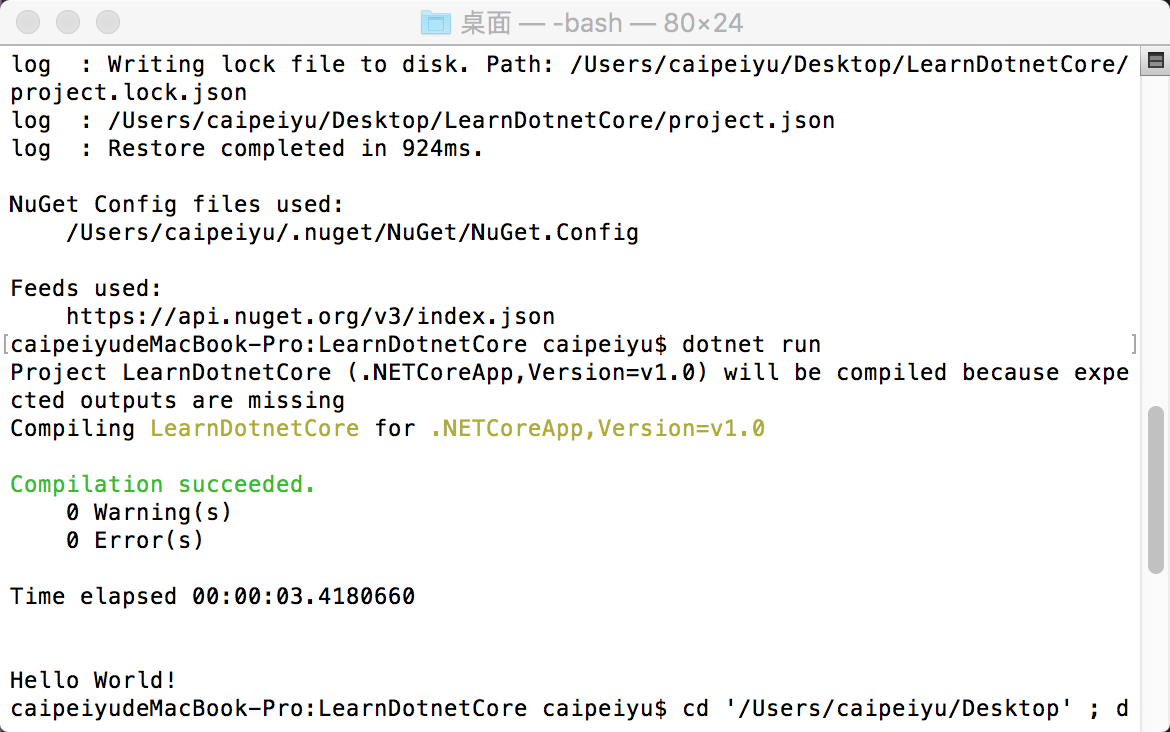 桌面 — -bash — 80×24
log  : Writing lock file to disk. Path: /Users/caipeiyu/Desktop/LearnDotnetCore/
project.lock.json
log  : /Users/caipeiyu/Desktop/LearnDotnetCore/project.json
log  : Restore completed in 924ms.
NuGet Config files used:
    /Users/caipeiyu/.nuget/NuGet/NuGet.Config
Feeds used:
    https://api.nuget.org/v3/index.json
[caipeiyudeMacBook-Pro:LearnDotnetCore caipeiyu$ dotnet run ]
Project LearnDotnetCore (.NETCoreApp,Version=v1.0) will be compiled because expe
cted outputs are missing
Compiling LearnDotnetCore for .NETCoreApp,Version=v1.0
Compilation succeeded.
    0 Warning(s)
    0 Error(s)
Time elapsed 00:00:03.4180660
Hello World!
caipeiyudeMacBook-Pro:LearnDotnetCore caipeiyu$ cd '/Users/caipeiyu/Desktop' ; d